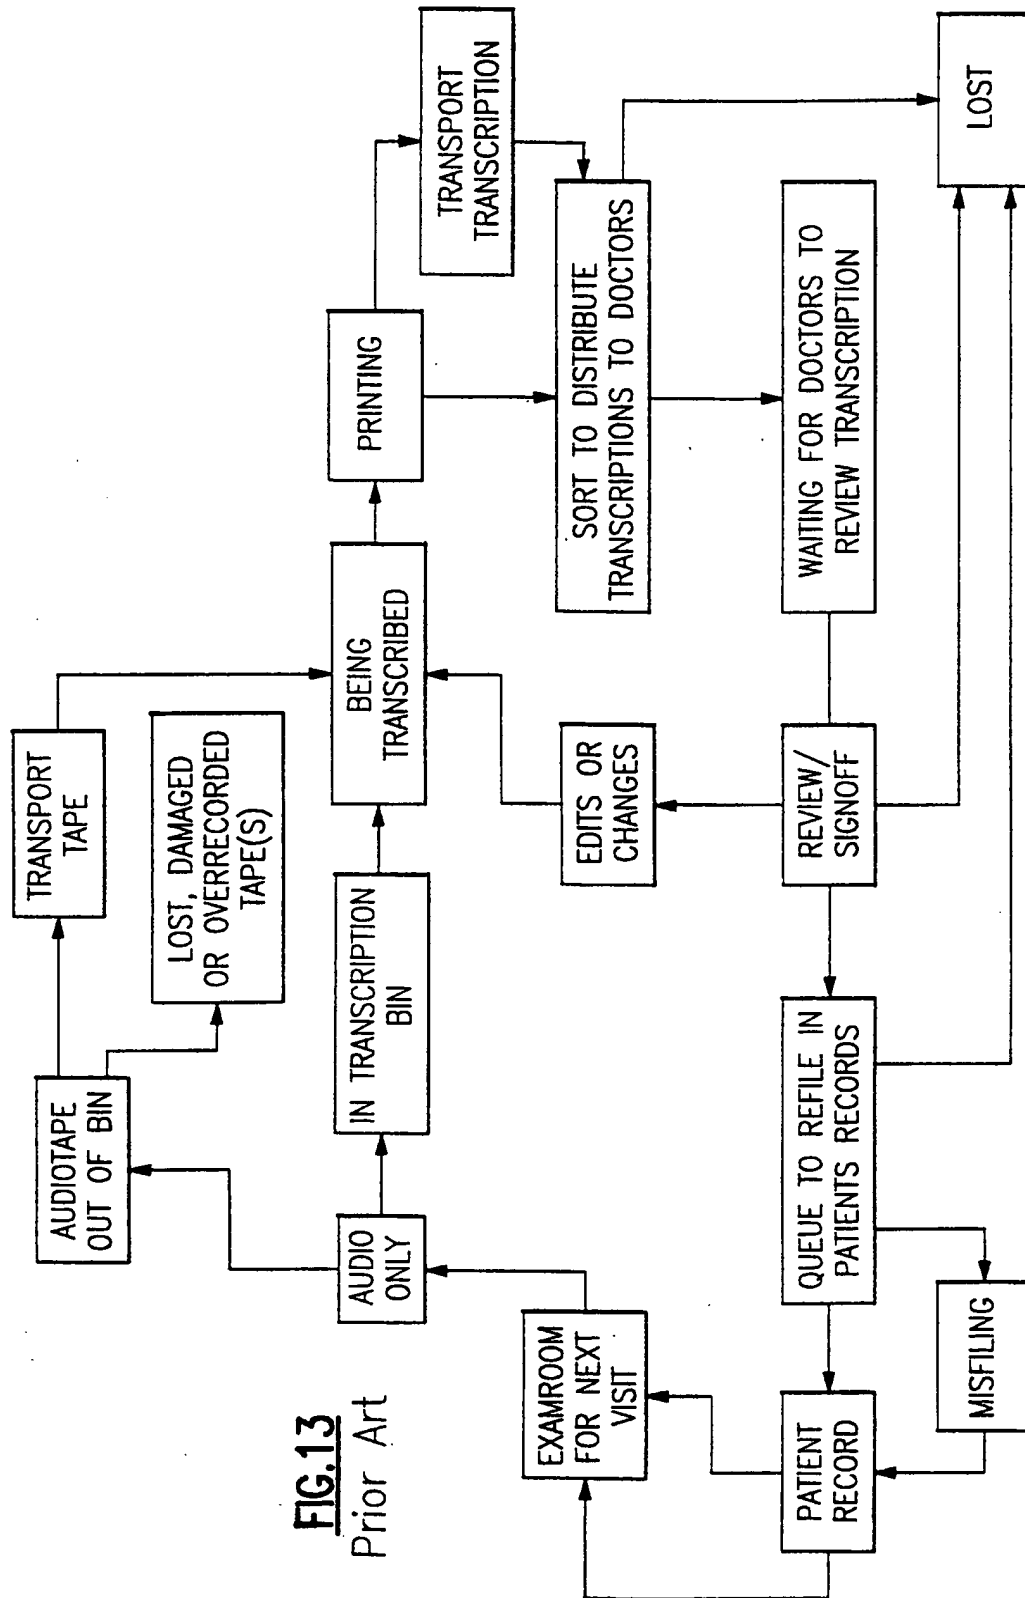 FIG.13
Prior Art
AUDIOTAPE
OUT OF BIN
TRANSPORT
TAPE
LOST, DAMAGED
OR OVERRECORDED
TAPE(S)
AUDIO
ONLY
IN TRANSCRIPTION
BIN
BEING
TRANSCRIBED
PRINTING
TRANSPORT
TRANSCRIPTION
EXAMROOM
FOR NEXT
VISIT
EDITS OR
CHANGES
SORT TO DISTRIBUTE
TRANSCRIPTIONS TO DOCTORS
PATIENT
RECORD
QUEUE TO REFILE IN
PATIENTS RECORDS
REVIEW/
SIGNOFF
WAITING FOR DOCTORS TO
REVIEW TRANSCRIPTION
MISFILING
LOST